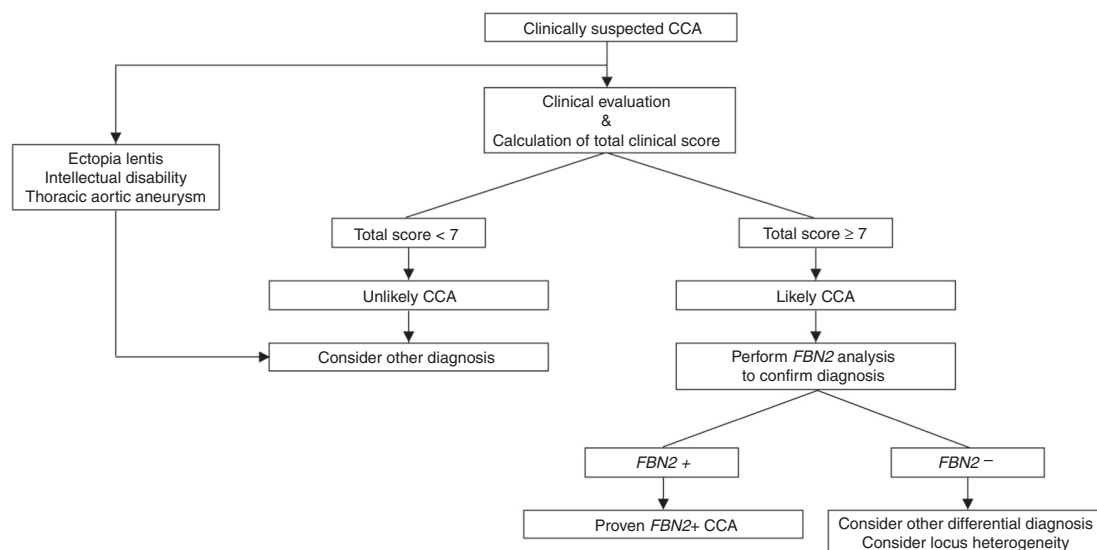 Clinically suspected CCA
Clinical evaluation
&
Calculation of total clinical score
Ectopia lentis
Intellectual disability
Thoracic aortic aneurysm
Total score < 7
Total score ≥ 7
Unlikely CCA
Likely CCA
Consider other diagnosis
Perform FBN2 analysis
to confirm diagnosis
FBN2 +
FBN2 −
Proven FBN2+ CCA
Consider other differential diagnosis
Consider locus heterogeneity